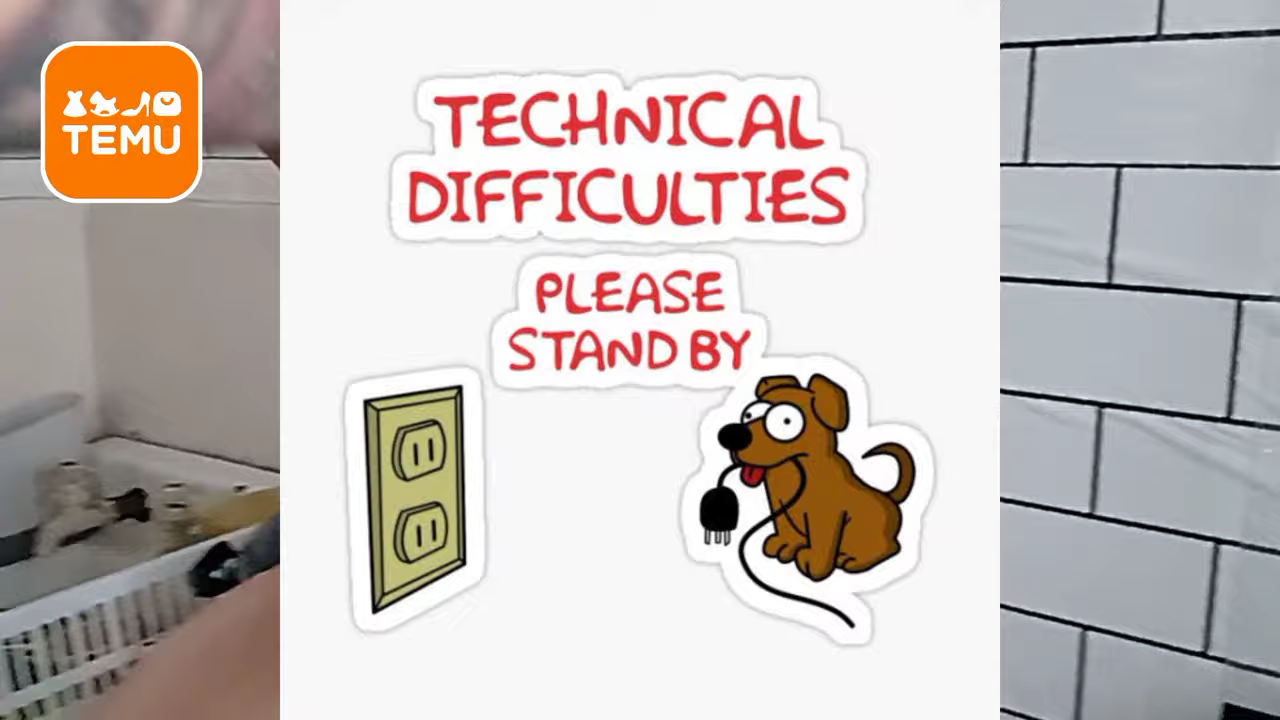 TEMU
TECHNICAL
DIFFICULTIES
PLEASE
STAND BY